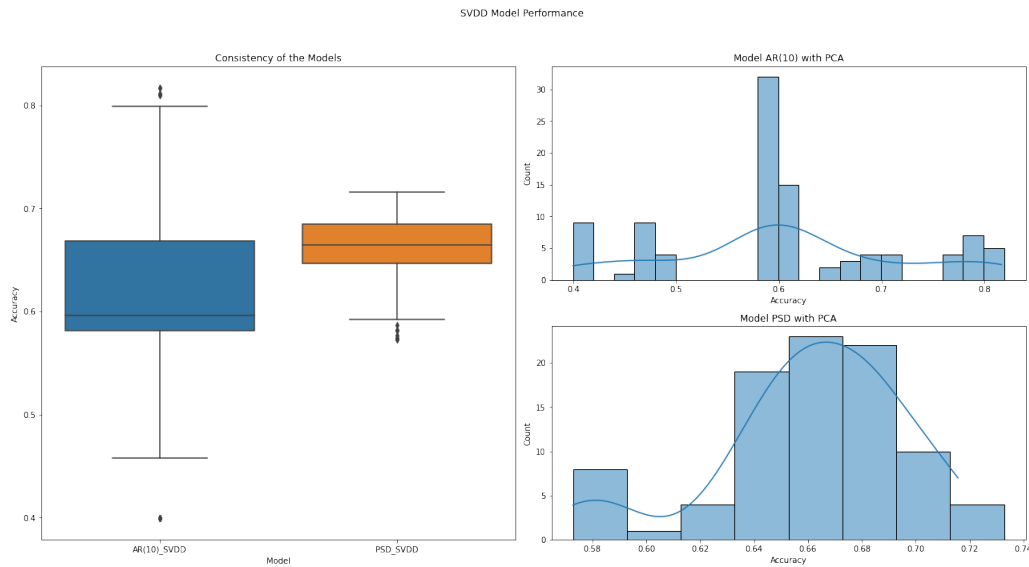 SVDD Model Performance
Consistency of the Models
Accuracy
0.8
0.7
0.6
0.5
0.4
AR(10)_SVDD PSD_SVDD
Model
Model AR(10) with PCA
Count
30
25
20
15
10
5
0
0.4 0.5 0.6 0.7 0.8
Accuracy
Model PSD with PCA
Count
20
15
10
5
0
0.58 0.60 0.62 0.64 0.66 0.68 0.70 0.72 0.74
Accuracy